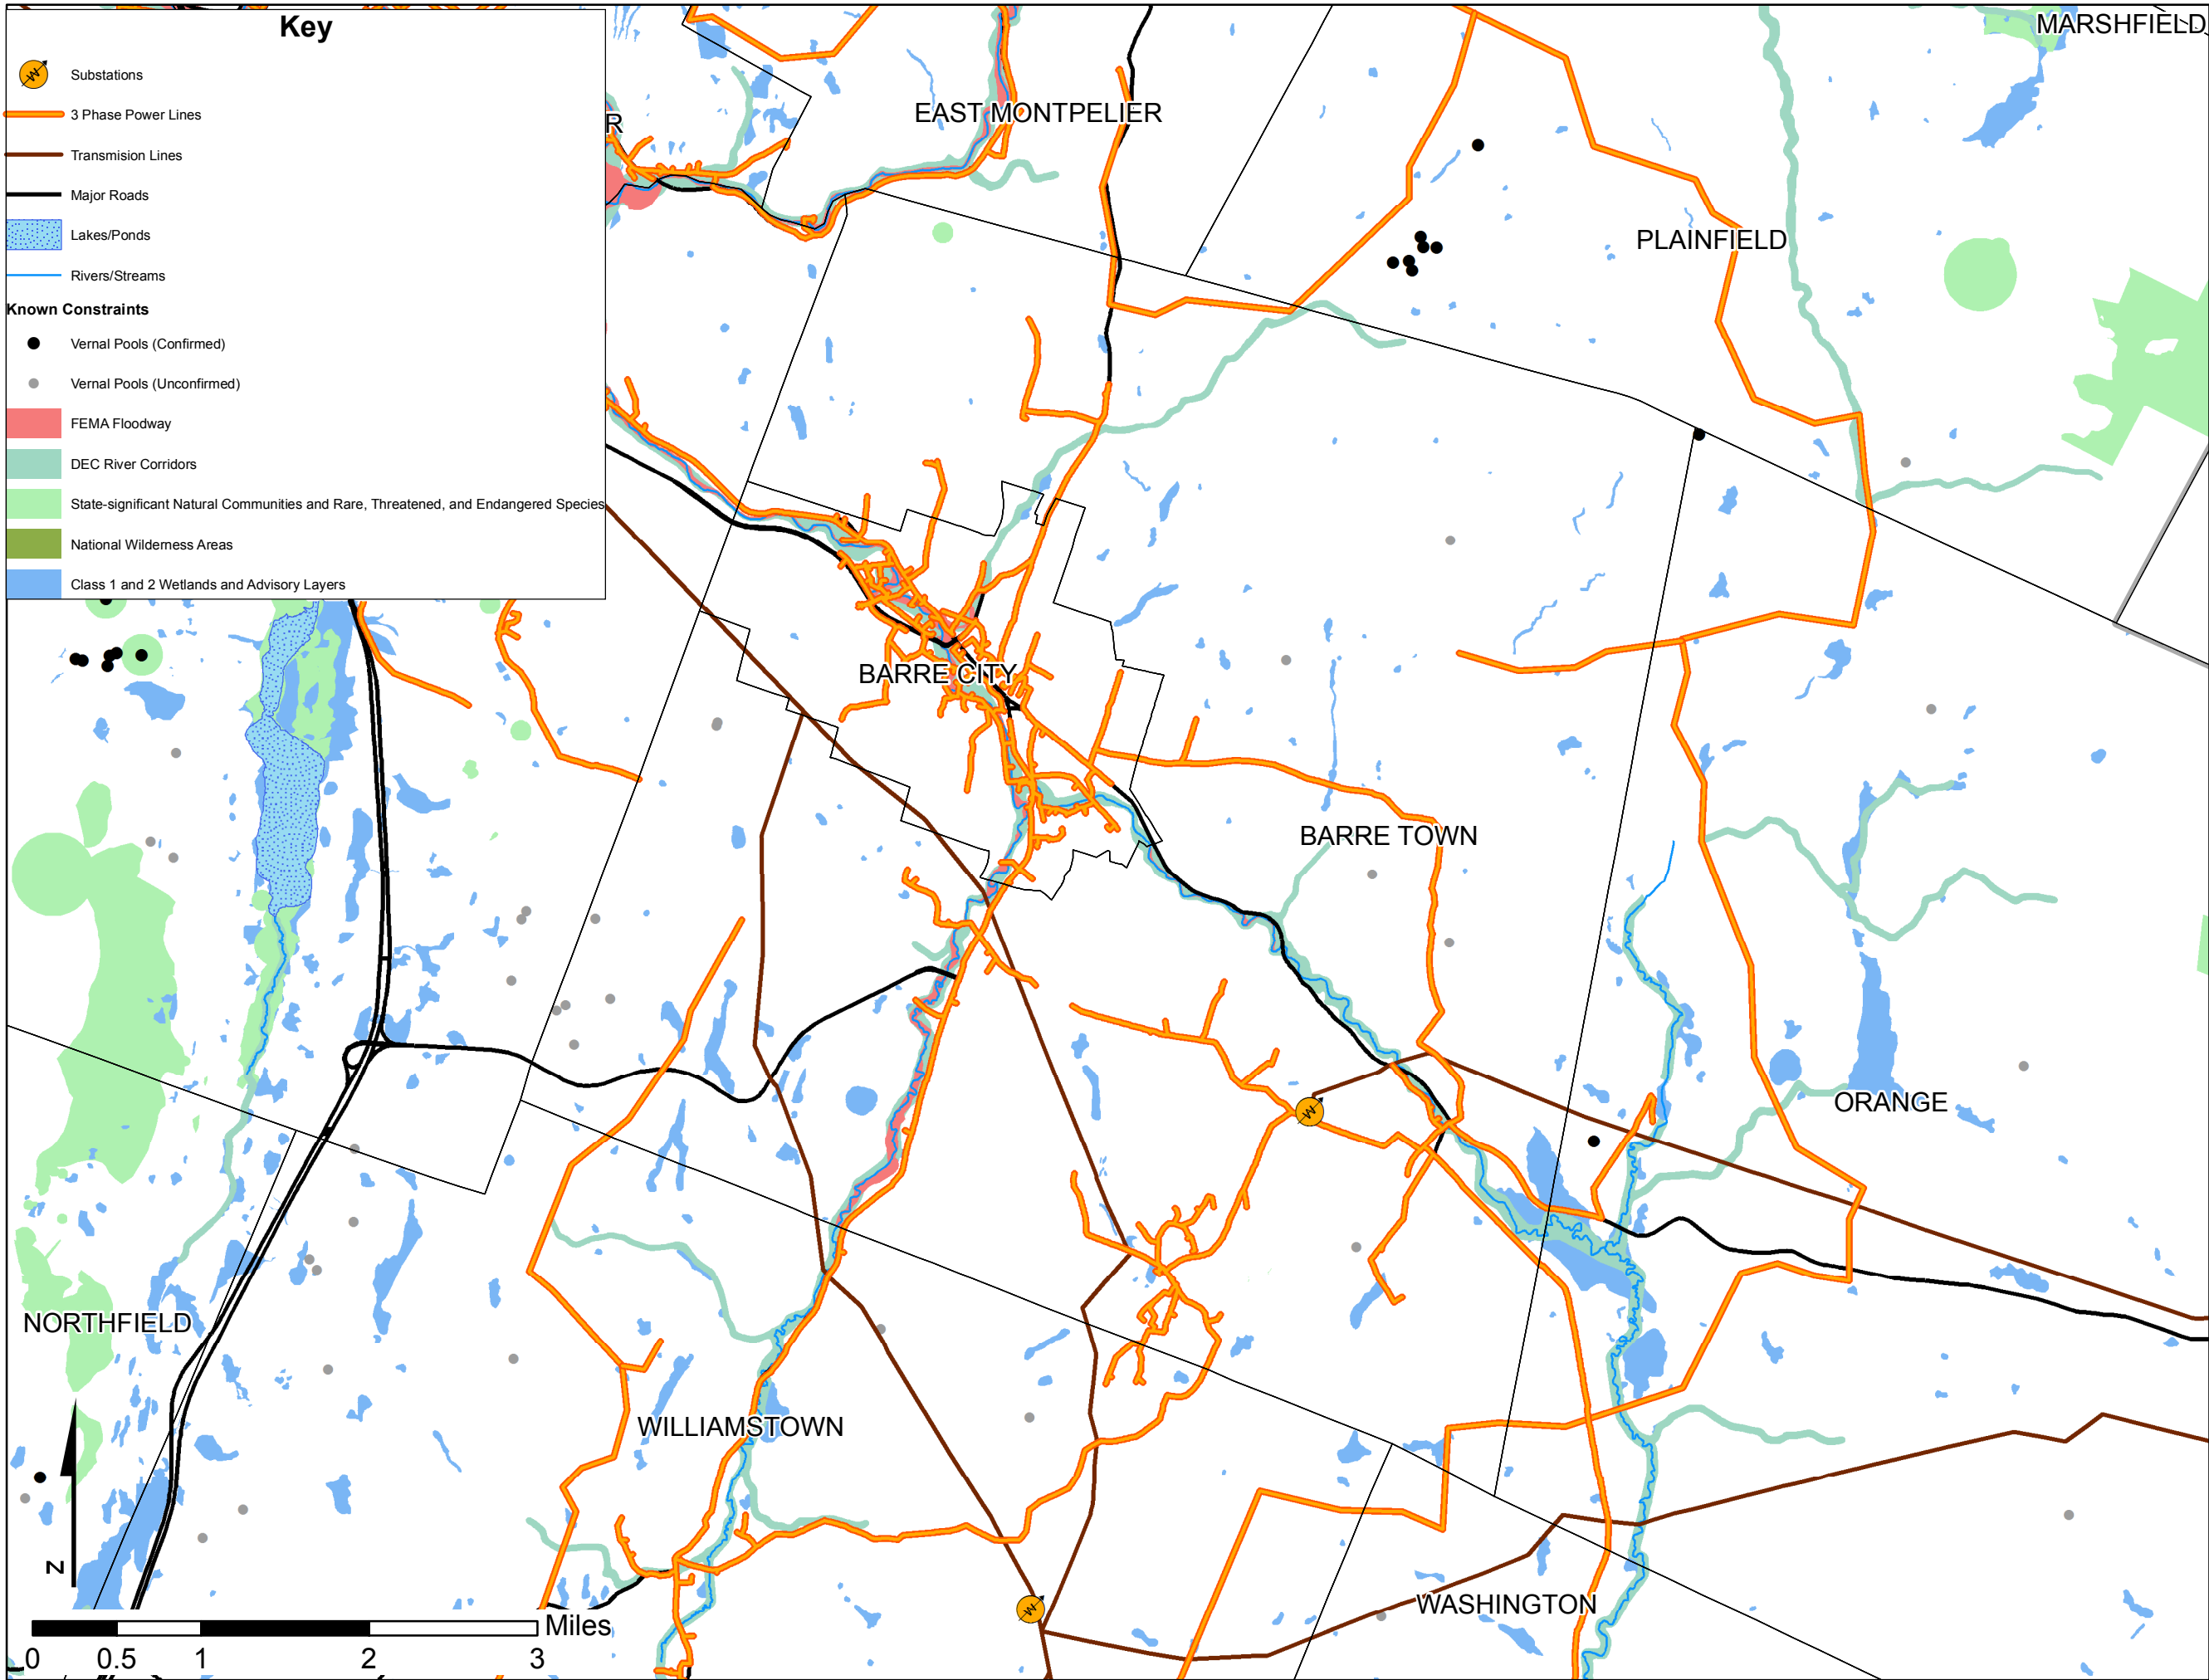 Key
Substations
3 Phase Power Lines
Transmision Lines
Major Roads
Lakes/Ponds
Rivers/Streams
Known Constraints
Vernal Pools (Confirmed)
Vernal Pools (Unconfirmed)
FEMA Floodway
DEC River Corridors
State-significant Natural Communities and Rare, Threatened, and Endangered Species
National Wilderness Areas
Class 1 and 2 Wetlands and Advisory Layers
MARSHFIELD
EAST MONTPELIER
R
PLAINFIELD
BARRE CITY
BARRE TOWN
ORANGE
NORTHFIELD
WILLIAMSTOWN
WASHINGTON
N
Miles
0 0.5 1 2 3